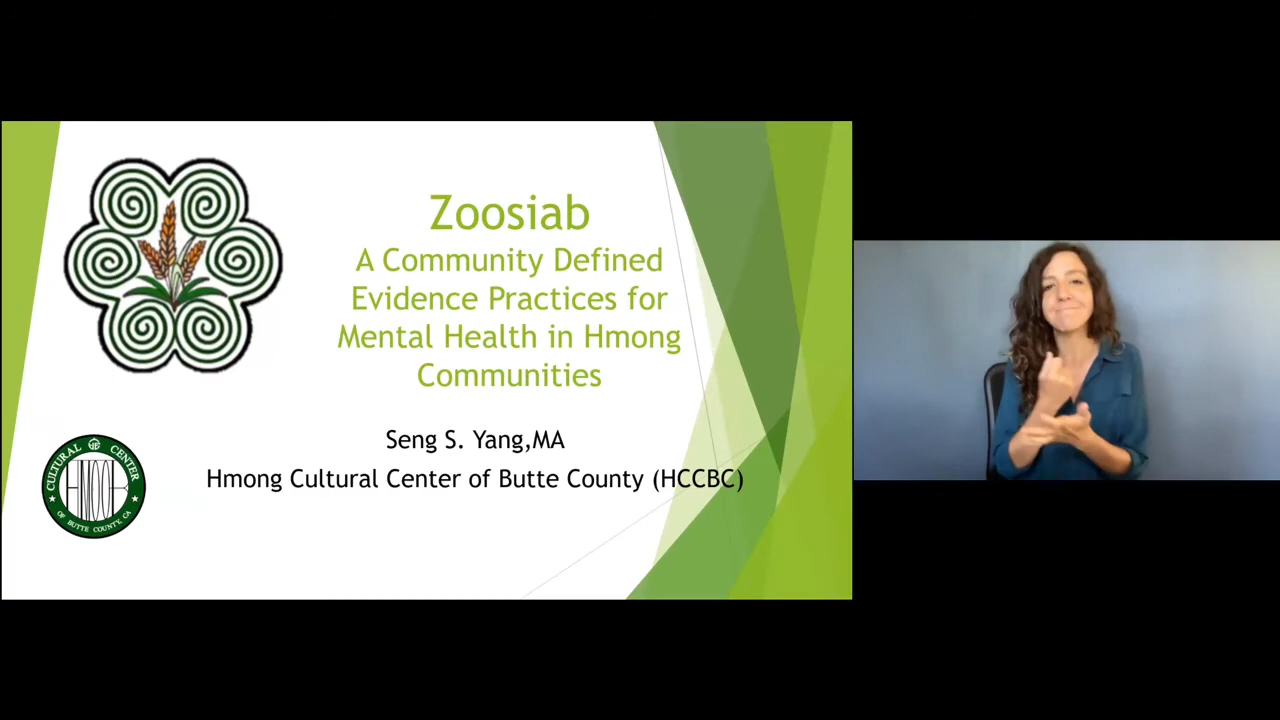 Zoosiab
A Community Defined
Evidence Practices for
Mental Health in Hmong
Communities
Seng S. Yang,MA
Hmong Cultural Center of Butte County (HCCBC)
CULTURAL CENTER
HMONG
OF BUTTE COUNTY, CA